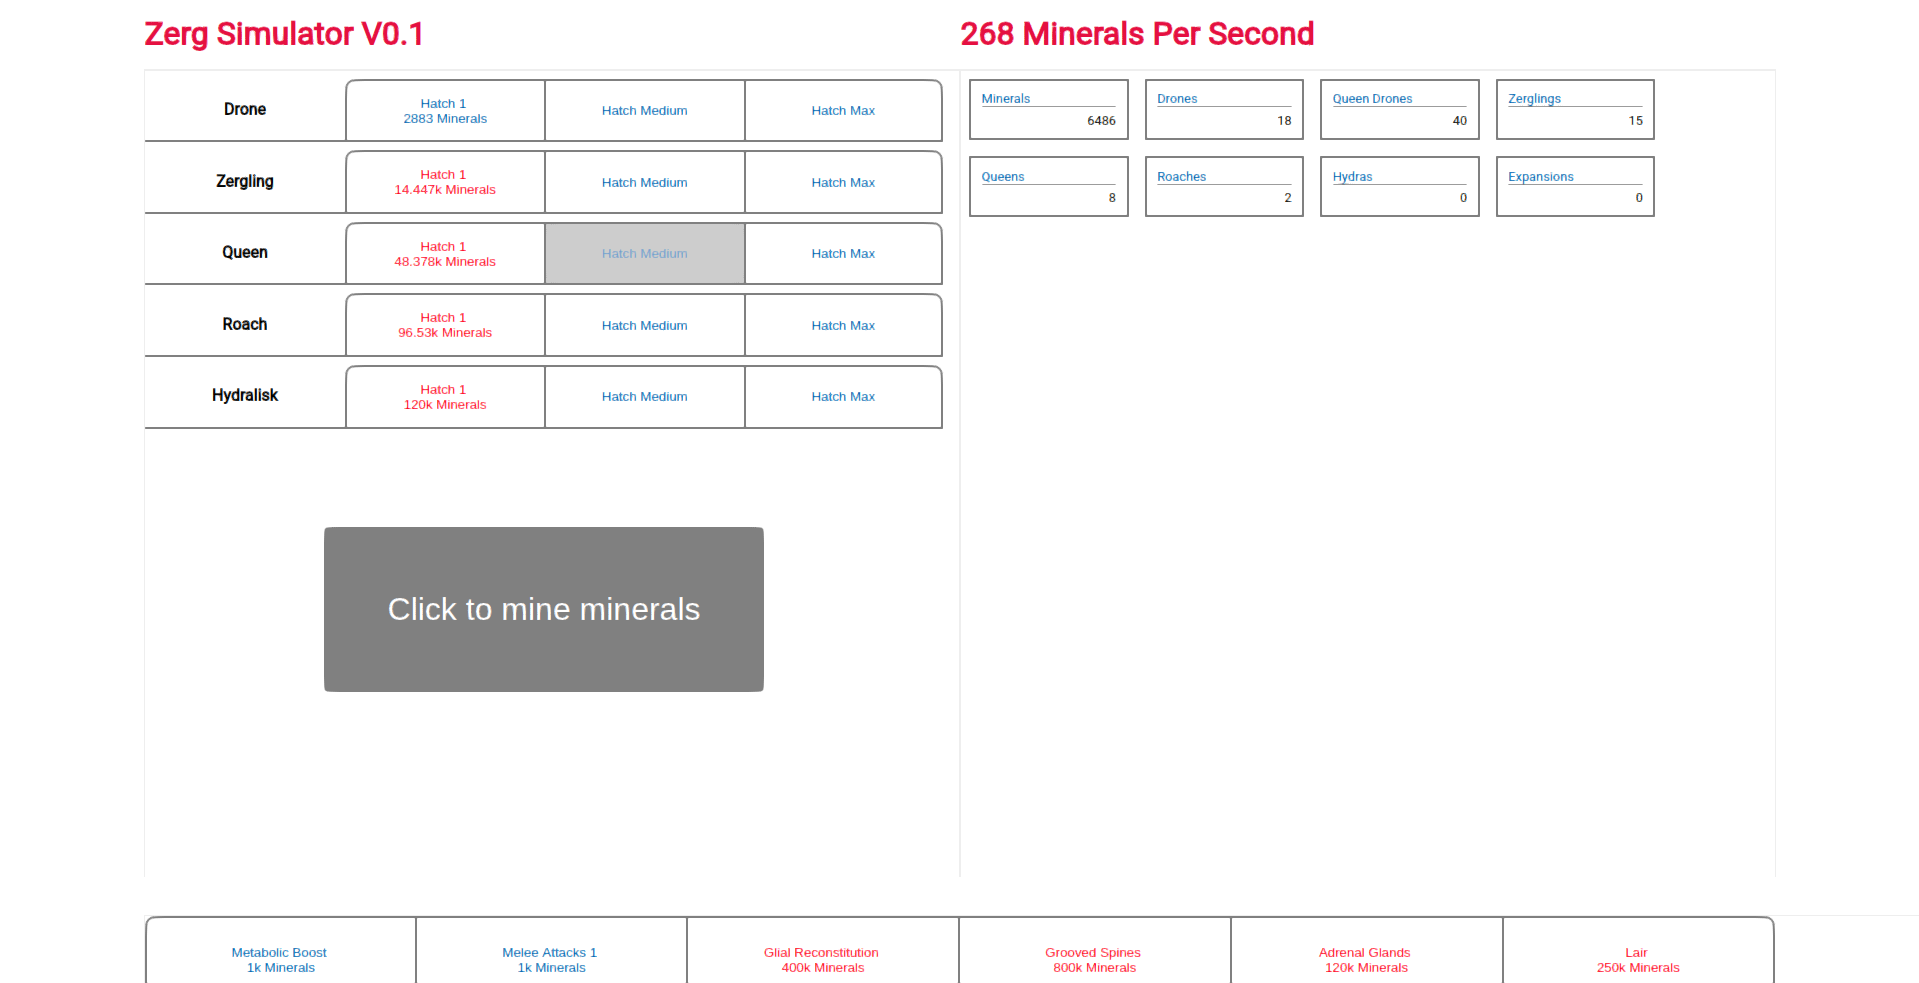 Zerg Simulator V0.1
268 Minerals Per Second
Drone
Hatch 1
2883 Minerals
Hatch Medium
Hatch Max
Zergling
Hatch 1
14.447k Minerals
Hatch Medium
Hatch Max
Queen
Hatch 1
48.378k Minerals
Hatch Medium
Hatch Max
Roach
Hatch 1
96.53k Minerals
Hatch Medium
Hatch Max
Hydralisk
Hatch 1
120k Minerals
Hatch Medium
Hatch Max
Click to mine minerals
Minerals
6486
Drones
18
Queen Drones
40
Zerglings
15
Queens
8
Roaches
2
Hydras
0
Expansions
0
Metabolic Boost
1k Minerals
Melee Attacks 1
1k Minerals
Glial Reconstitution
400k Minerals
Grooved Spines
800k Minerals
Adrenal Glands
120k Minerals
Lair
250k Minerals